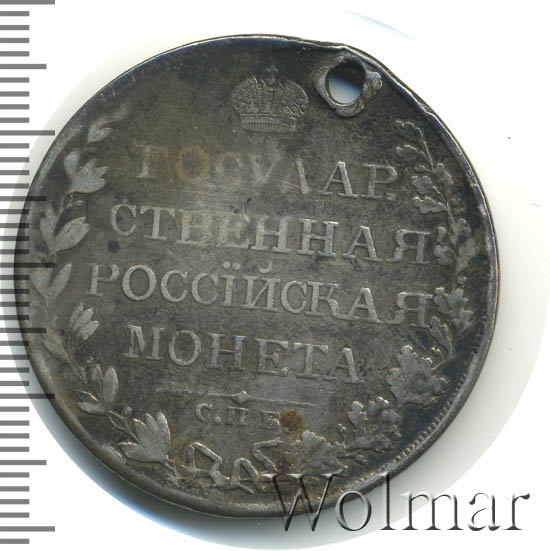 ГОСУДАР
СТВЕННАЯ
РОССІЙСКАЯ
МОНЕТА
С.П.Б
Wolmar